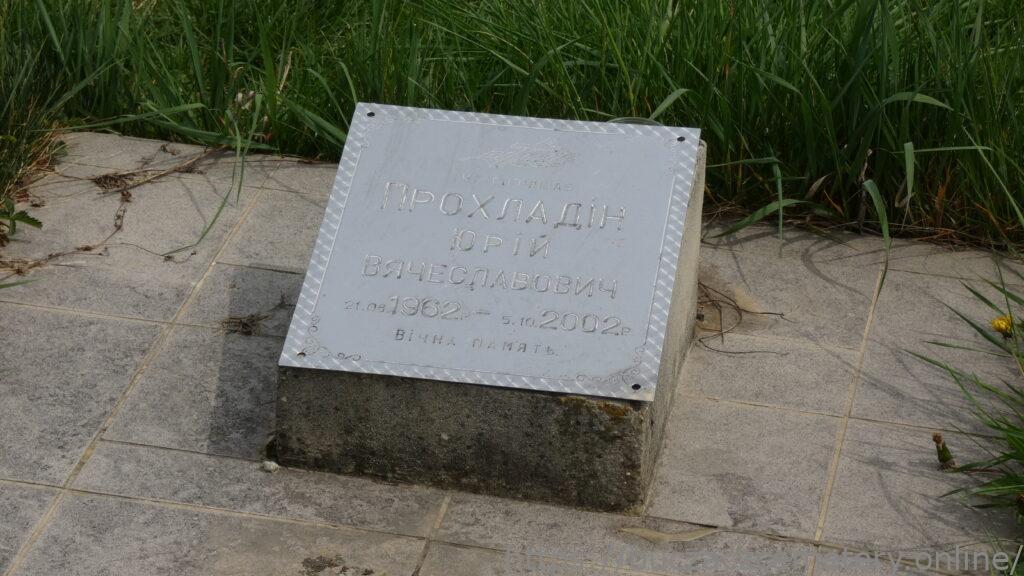 ПРОХЛАДІН
ЮРІЙ
ВЯЧЕСЛАВОВИЧ
21.08.1962р. – 5.10.2002р.
ВІЧНА ПАМЯТЬ.